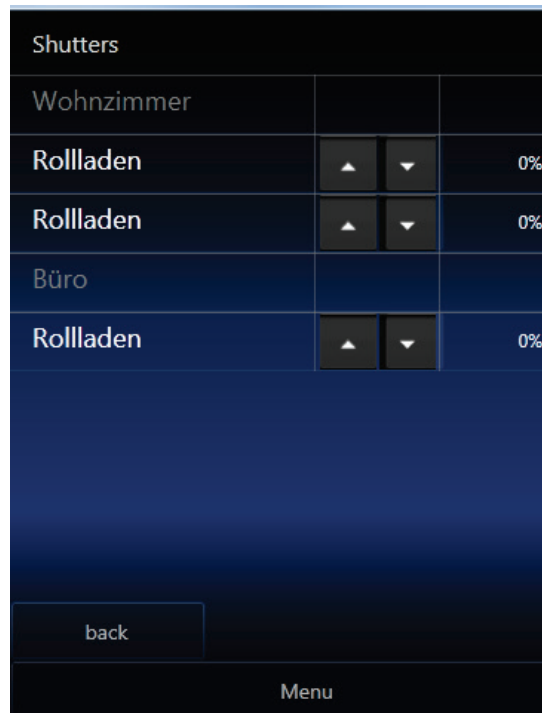 Shutters
Wohnzimmer
Rollladen 0%
Rollladen 0%
Büro
Rollladen 0%
back
Menu